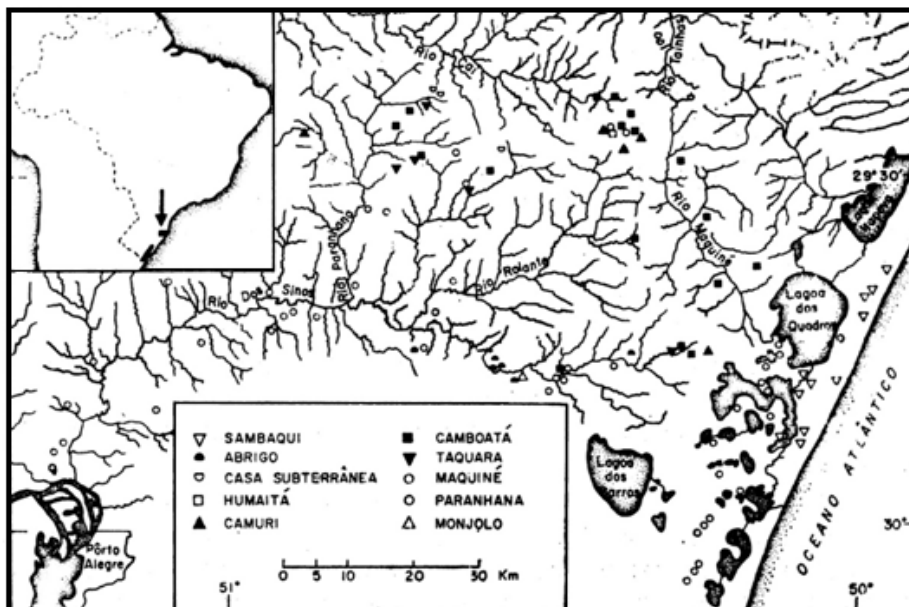 Rio Caí
Rio Tainhas
29° 30'
Rio Paranhana
Rio Maquiné
Rio Rolante
Rio Dos Sinos
Lagoa dos Quadros
Lagoa dos Barros
OCEANO ATLÂNTICO
Pôrto Alegre
SAMBAQUI
ABRIGO
CASA SUBTERRÂNEA
HUMAITÁ
CAMURI
CAMBOATÁ
TAQUARA
MAQUINÉ
PARANHANA
MONJOLO
0 5 10 20 30 50
Km
30°
51°
50°